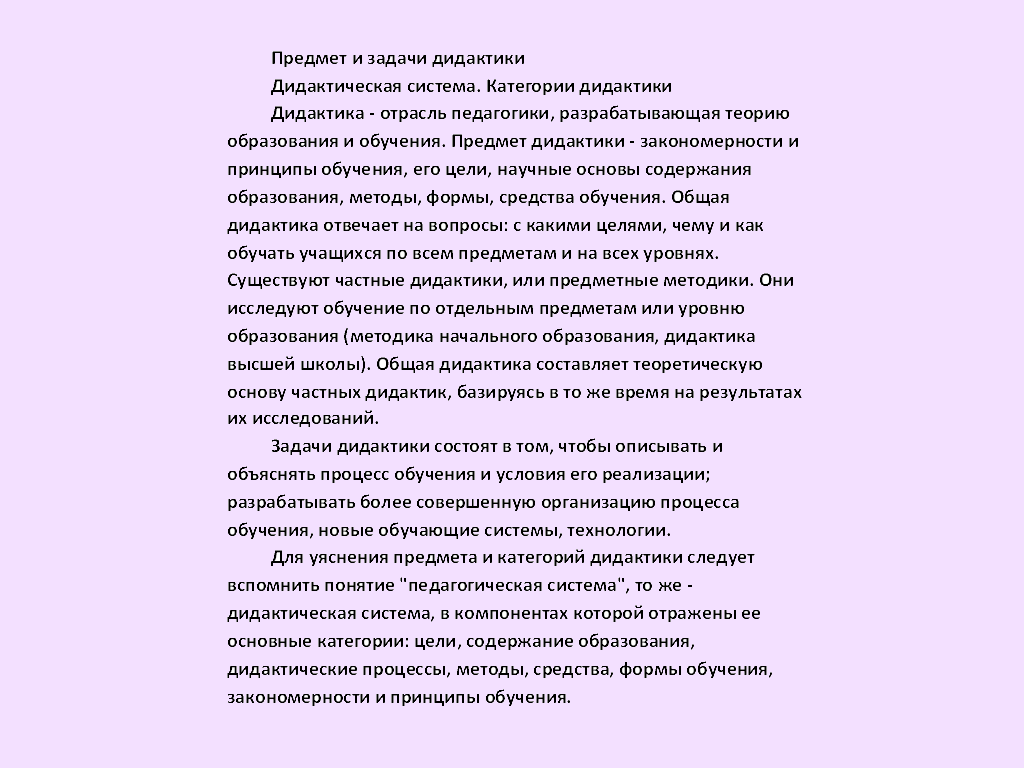 Предмет и задачи дидактики
Дидактическая система. Категории дидактики
Дидактика - отрасль педагогики, разрабатывающая теорию
образования и обучения. Предмет дидактики - закономерности и
принципы обучения, его цели, научные основы содержания
образования, методы, формы, средства обучения. Общая
дидактика отвечает на вопросы: с какими целями, чему и как
обучать учащихся по всем предметам и на всех уровнях.
Существуют частные дидактики, или предметные методики. Они
исследуют обучение по отдельным предметам или уровню
образования (методика начального образования, дидактика
высшей школы). Общая дидактика составляет теоретическую
основу частных дидактик, базируясь в то же время на результатах
их исследований.
Задачи дидактики состоят в том, чтобы описывать и
объяснять процесс обучения и условия его реализации;
разрабатывать более совершенную организацию процесса
обучения, новые обучающие системы, технологии.
Для уяснения предмета и категорий дидактики следует
вспомнить понятие "педагогическая система", то же -
дидактическая система, в компонентах которой отражены ее
основные категории: цели, содержание образования,
дидактические процессы, методы, средства, формы обучения,
закономерности и принципы обучения.